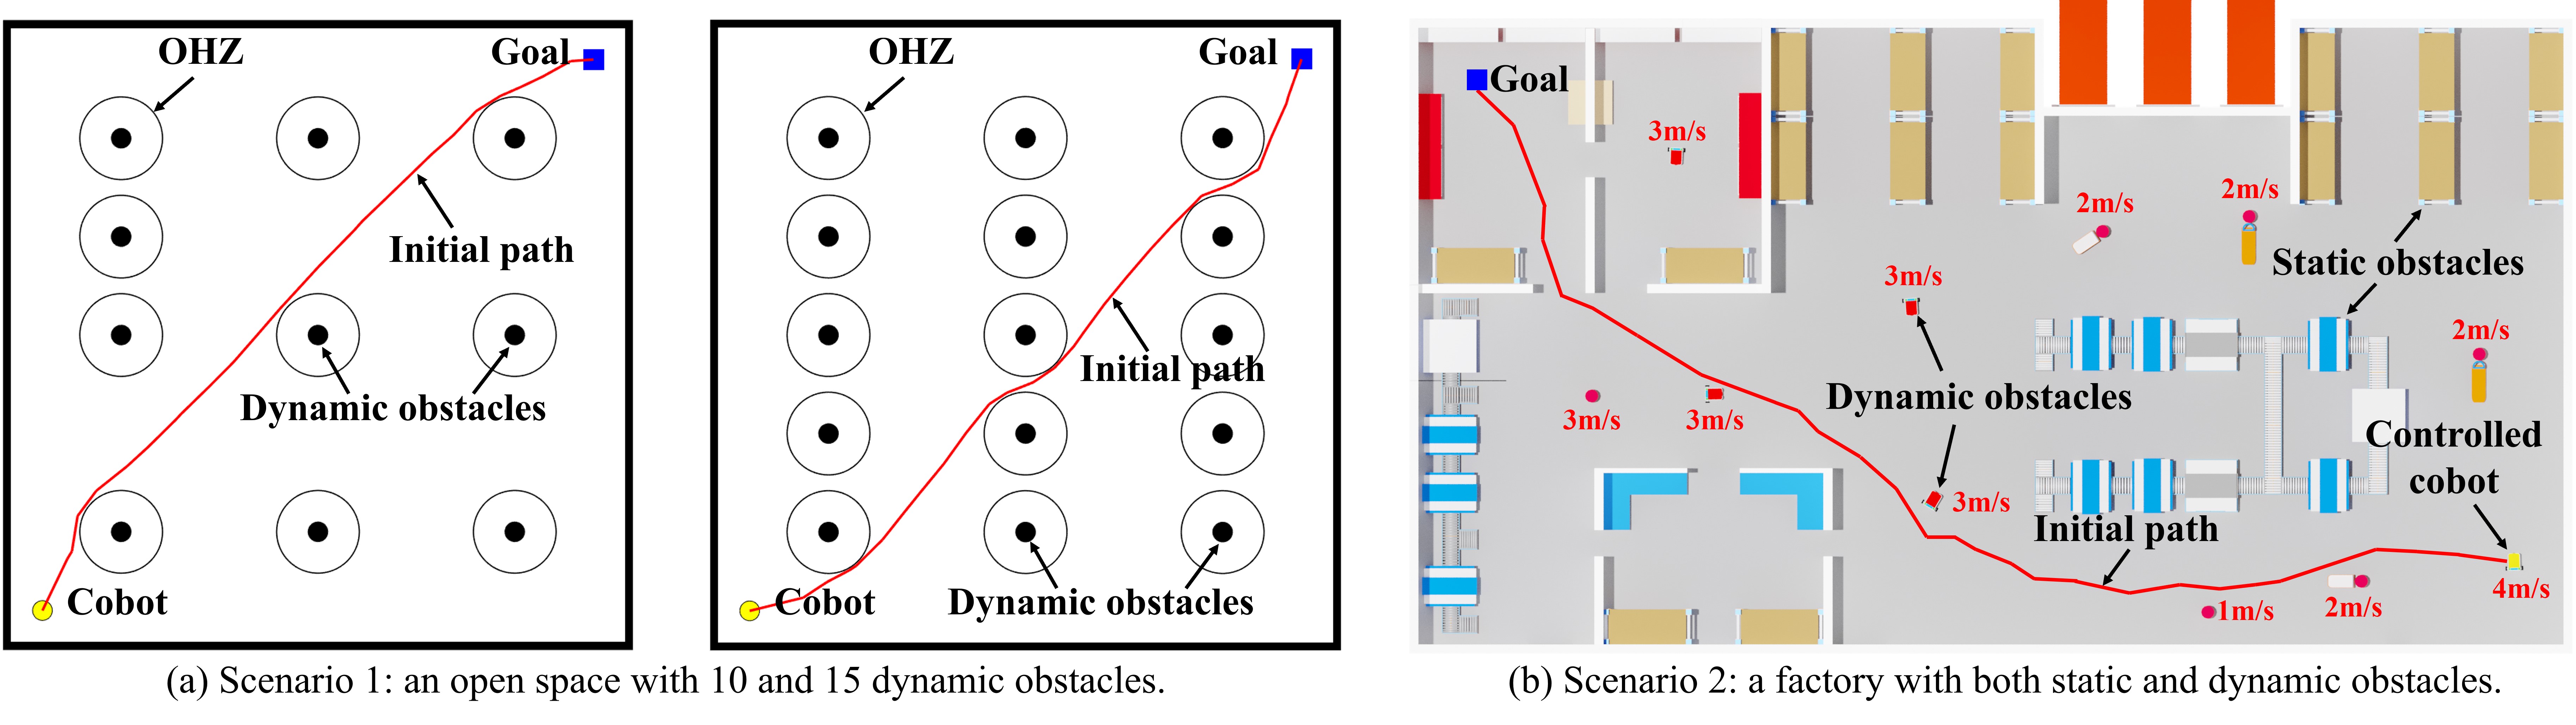 OHZ
Goal
Initial path
Dynamic obstacles
Cobot
OHZ
Goal
Initial path
Cobot
Dynamic obstacles
(a) Scenario 1: an open space with 10 and 15 dynamic obstacles.
Goal
3m/s
2m/s
2m/s
Static obstacles
3m/s
2m/s
Dynamic obstacles
3m/s
3m/s
Controlled
cobot
3m/s
Initial path
4m/s
1m/s
2m/s
(b) Scenario 2: a factory with both static and dynamic obstacles.